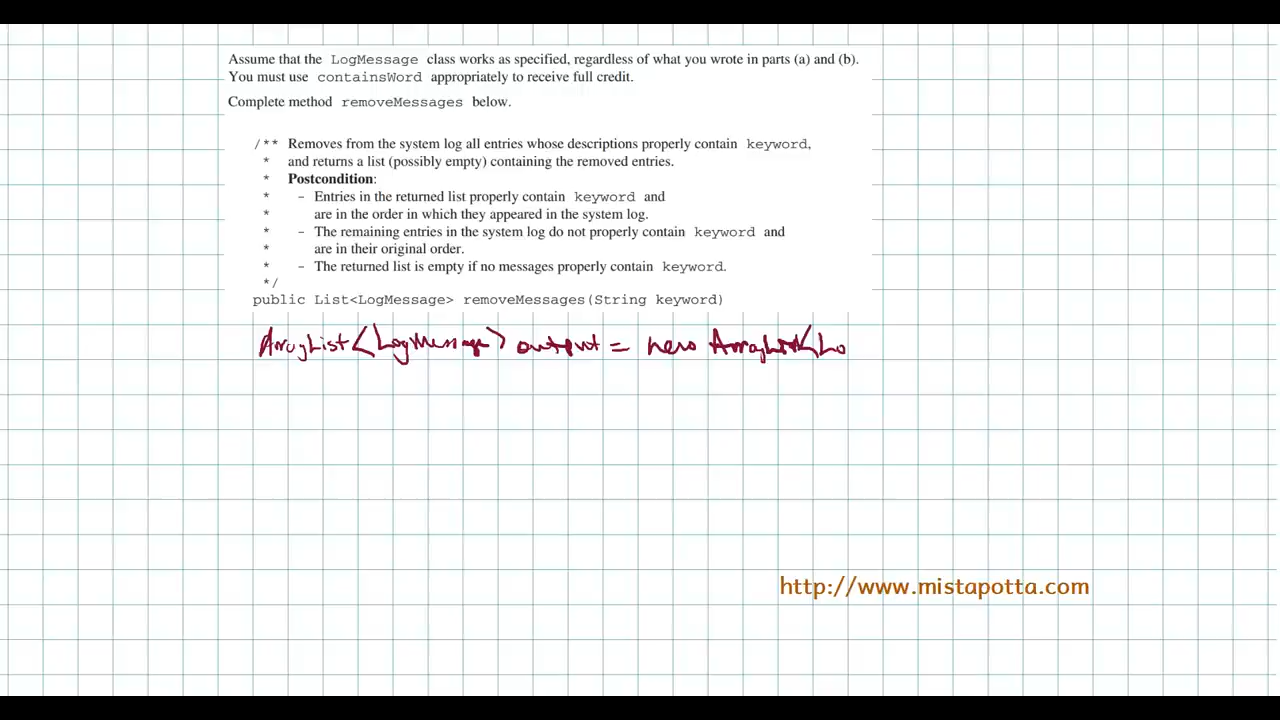 Assume that the LogMessage class works as specified, regardless of what you wrote in parts (a) and (b).
You must use containsWord appropriately to receive full credit.
Complete method removeMessages below.
/** Removes from the system log all entries whose descriptions properly contain keyword,
* and returns a list (possibly empty) containing the removed entries.
* Postcondition:
* - Entries in the returned list properly contain keyword and
* are in the order in which they appeared in the system log.
* - The remaining entries in the system log do not properly contain keyword and
* are in their original order.
* - The returned list is empty if no messages properly contain keyword.
*/
public List<LogMessage> removeMessages(String keyword)
ArrayList<LogMessage> output = new ArrayList<Lo
http://www.mistapotta.com